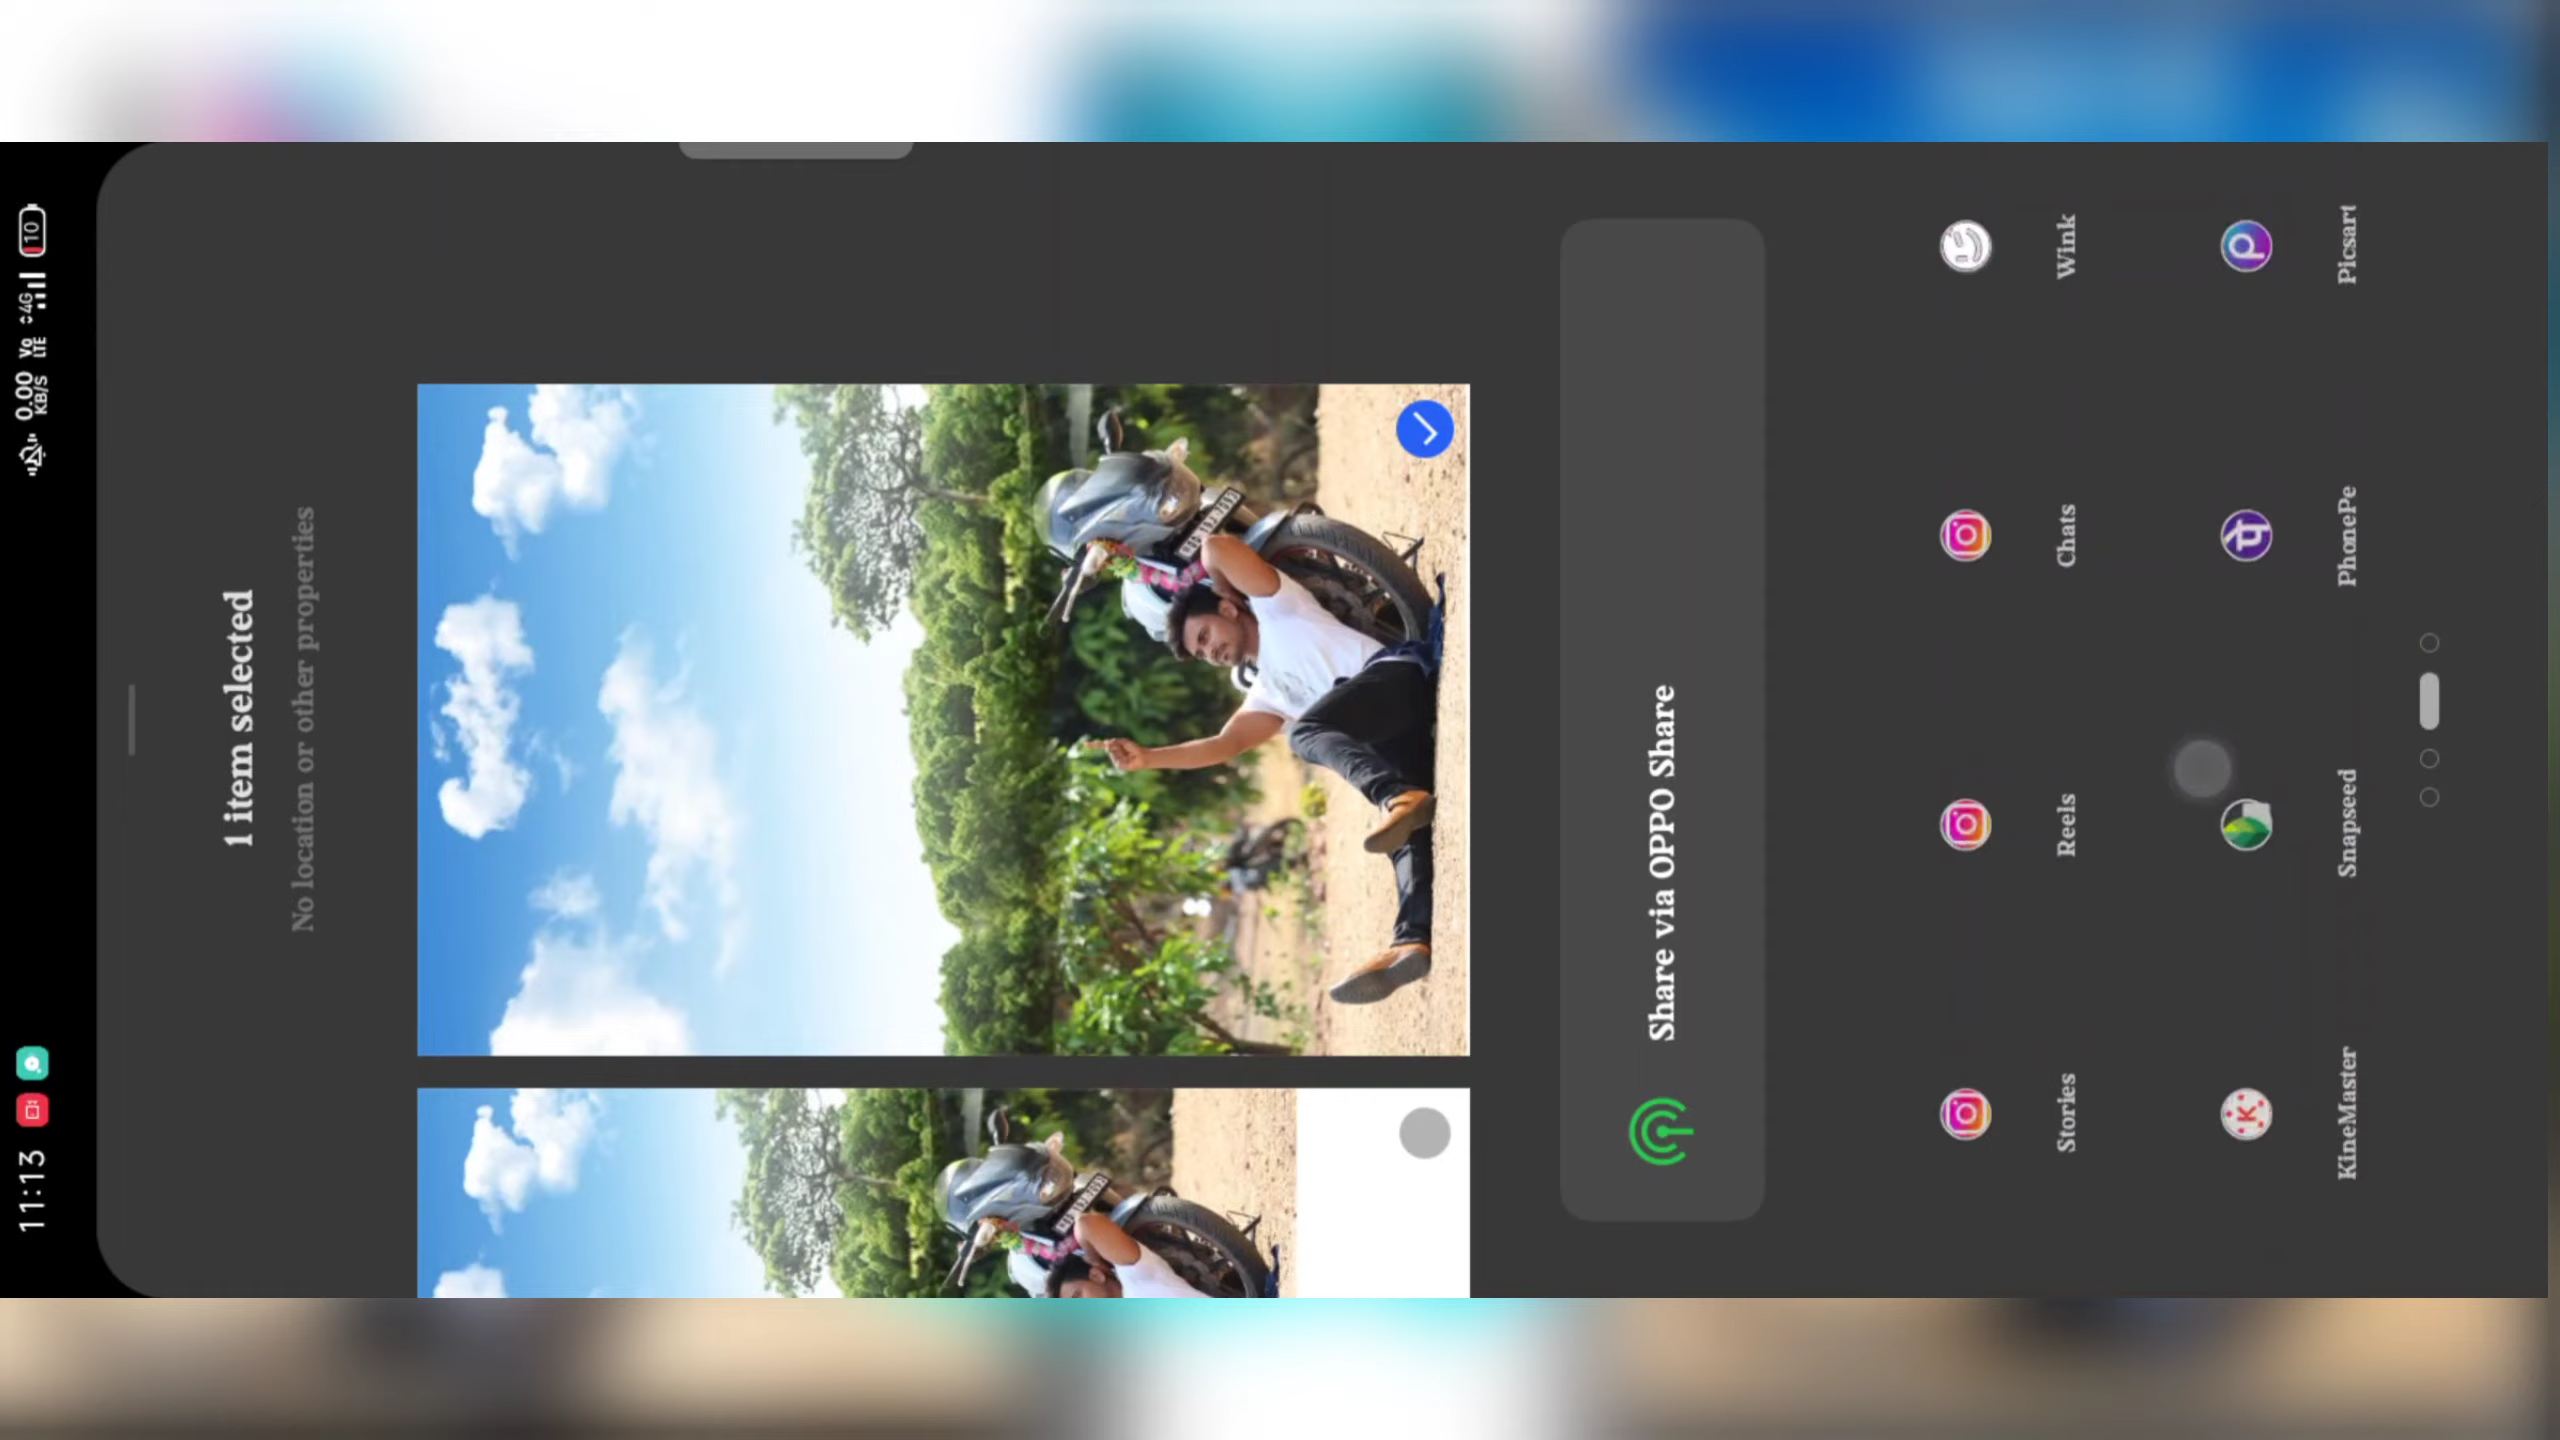 11:13
0.00 KB/S Vo LTE 4G 10
1 item selected
No location or other properties
Share via OPPO Share
Stories
Reels
Chats
Wink
KineMaster
Snapseed
PhonePe
Picsart